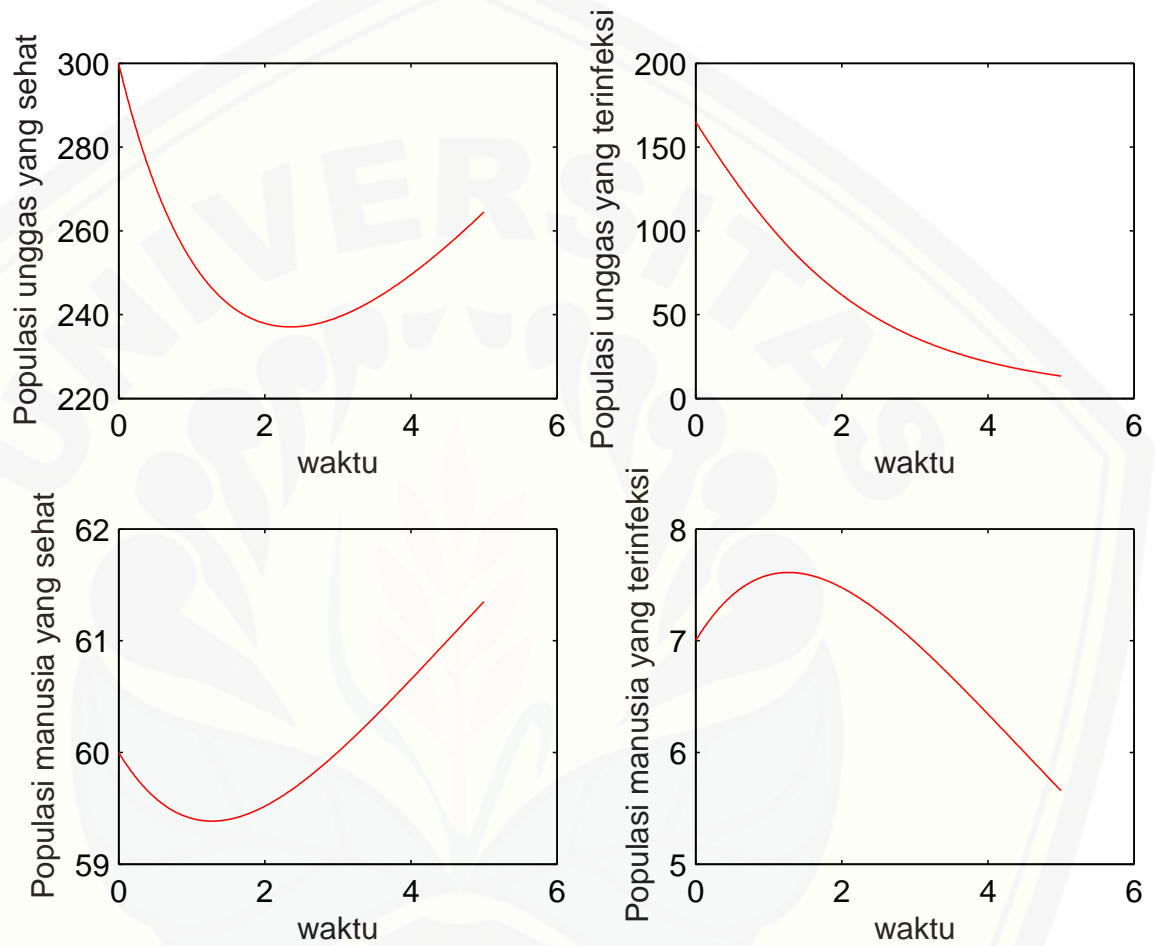 Populasi unggas yang sehat
300
280
260
240
220
0 2 4 6
waktu
Populasi unggas yang terinfeksi
200
150
100
50
0
0 2 4 6
waktu
Populasi manusia yang sehat
62
61
60
59
0 2 4 6
waktu
Populasi manusia yang terinfeksi
8
7
6
5
0 2 4 6
waktu
UNIVERSITAS